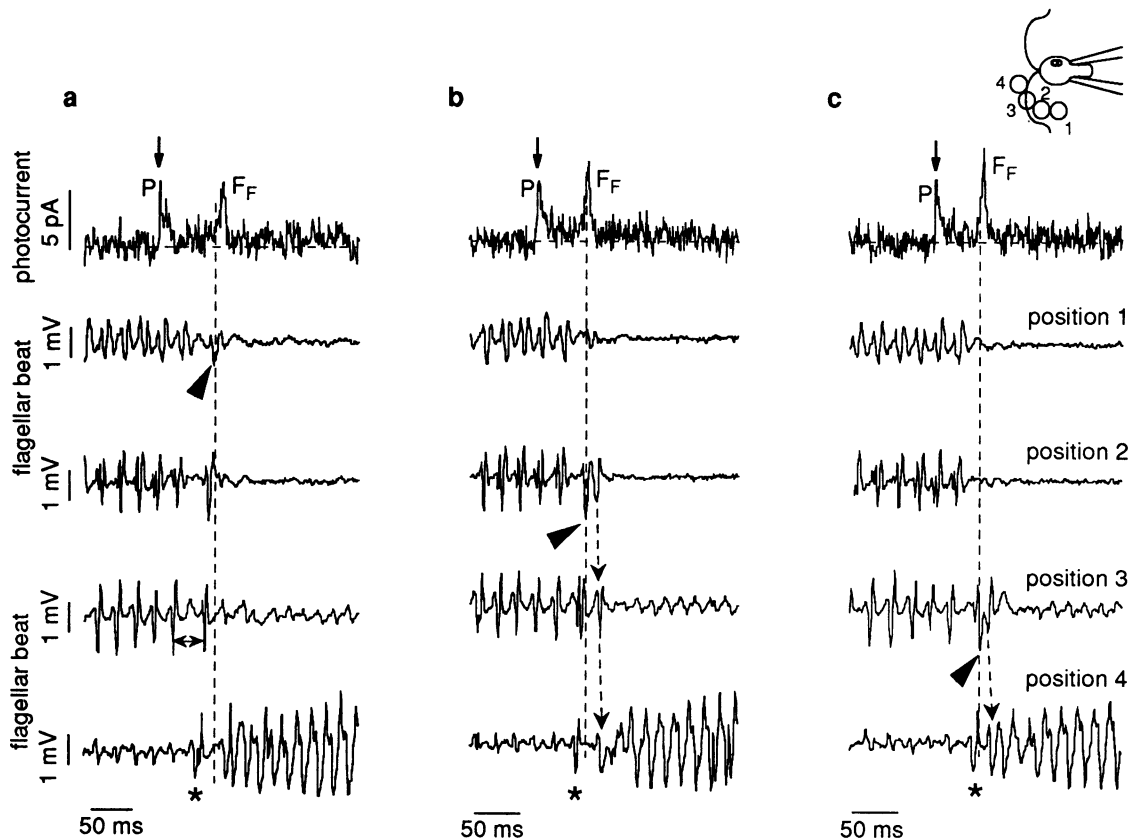 a
b
c
4
2
3
1
P
F_F
P
F_F
P
F_F
photocurrent
5 pA
position 1
flagellar beat
1 mV
position 2
1 mV
position 3
flagellar beat
1 mV
position 4
1 mV
*
*
*
50 ms
50 ms
50 ms